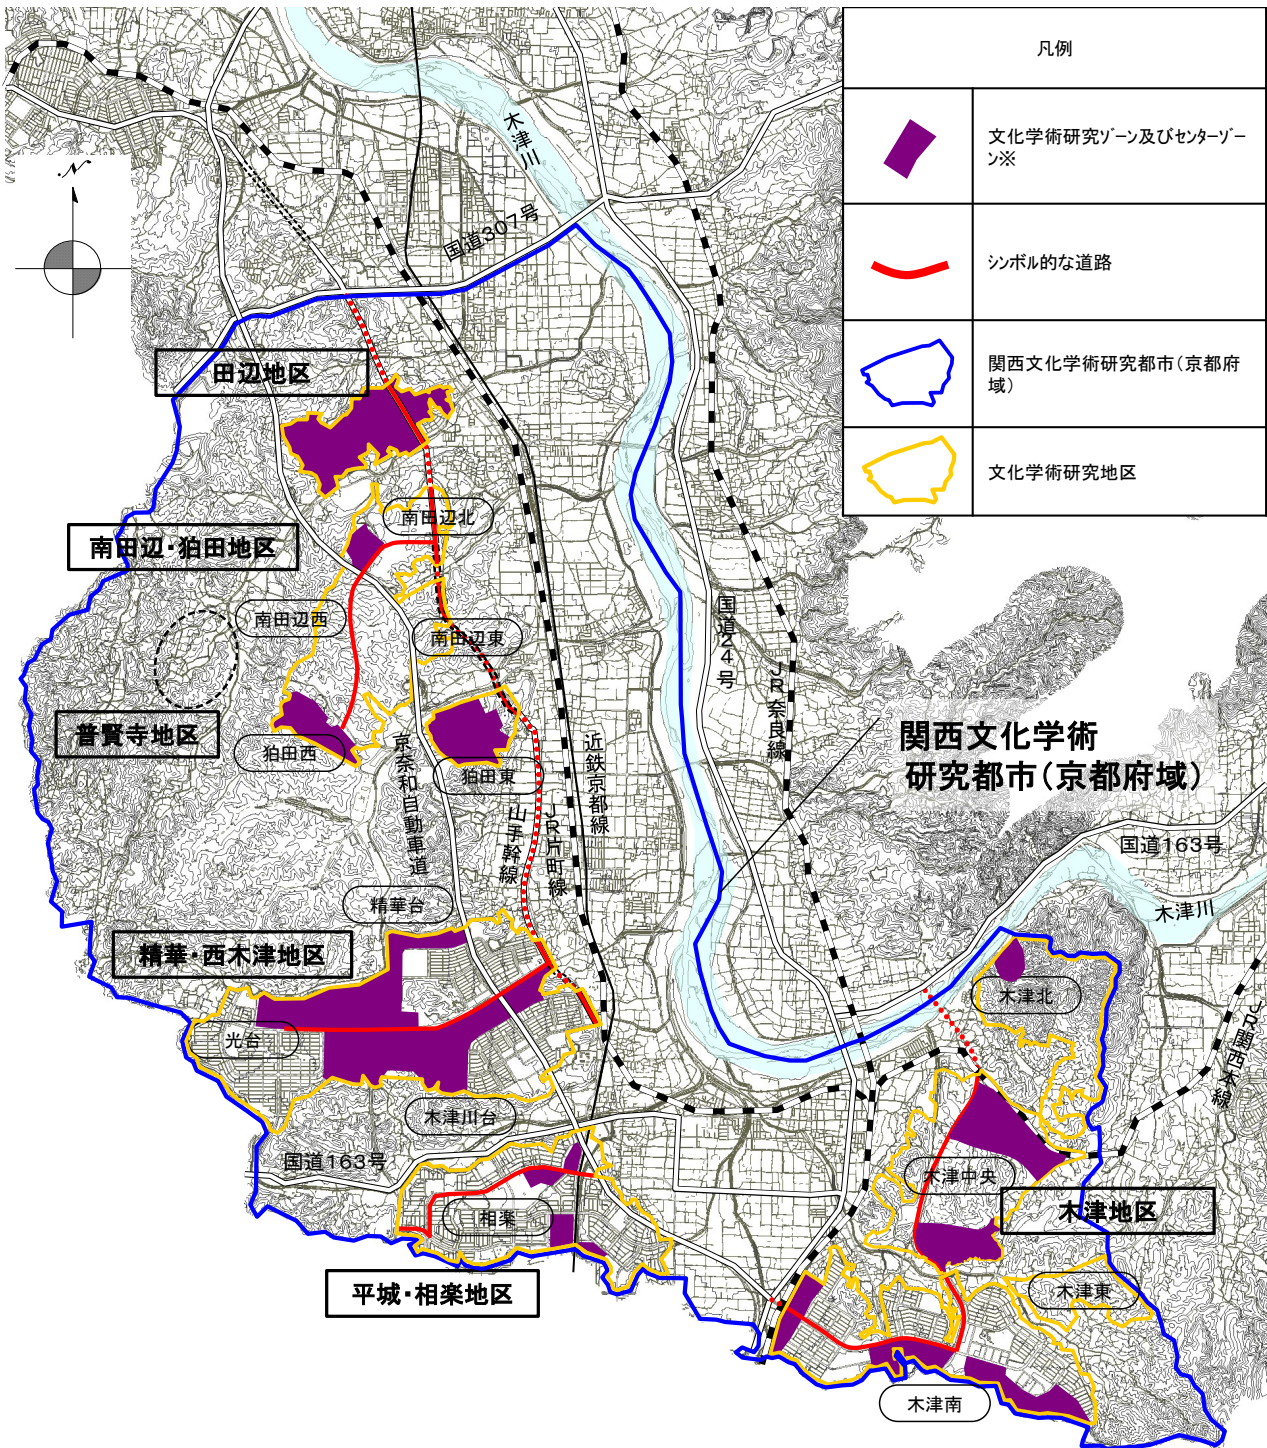 凡例
文化学術研究ゾーン及びセンターゾー
ン※
シンボル的な道路
関西文化学術研究都市（京都府
域）
文化学術研究地区
木津川
国道307号
田辺地区
南田辺北
南田辺・狛田地区
南田辺西
南田辺東
国道24号
JR奈良線
普賢寺地区
狛田西
狛田東
京奈和自動車道
山手幹線
JR片町線
近鉄京都線
関西文化学術
研究都市（京都府域）
国道163号
木津川
精華台
精華・西木津地区
光台
木津川台
木津北
JR関西本線
国道163号
相楽
木津中央
木津地区
平城・相楽地区
木津東
木津南